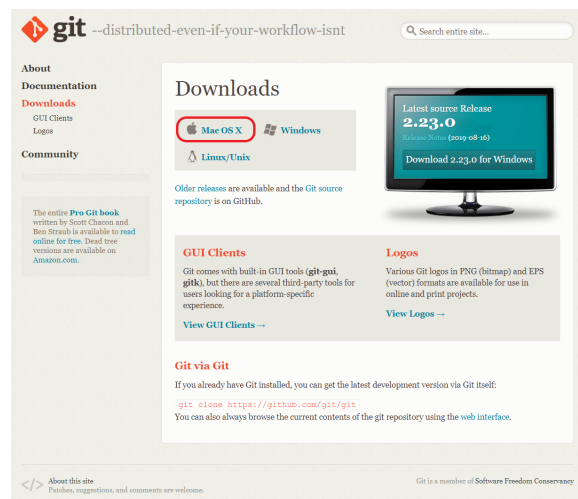 git --distributed-even-if-your-workflow-isnt
Search entire site...
About
Documentation
Downloads
GUI Clients
Logos
Community
The entire Pro Git book
written by Scott Chacon and
Ben Straub is available to read
online for free. Dead tree
versions are available on
Amazon.com.
Downloads
Mac OS X
Windows
Linux/Unix
Older releases are available and the Git source
repository is on GitHub.
Latest source Release
2.23.0
Release Notes (2019-08-16)
Download 2.23.0 for Windows
GUI Clients
Git comes with built-in GUI tools (git-gui,
gitk), but there are several third-party tools for
users looking for a platform-specific
experience.
View GUI Clients →
Logos
Various Git logos in PNG (bitmap) and EPS
(vector) formats are available for use in
online and print projects.
View Logos →
Git via Git
If you already have Git installed, you can get the latest development version via Git itself:
git clone https://github.com/git/git
You can also always browse the current contents of the git repository using the web interface.
</> About this site
Patches, suggestions, and comments are welcome.
Git is a member of Software Freedom Conservancy